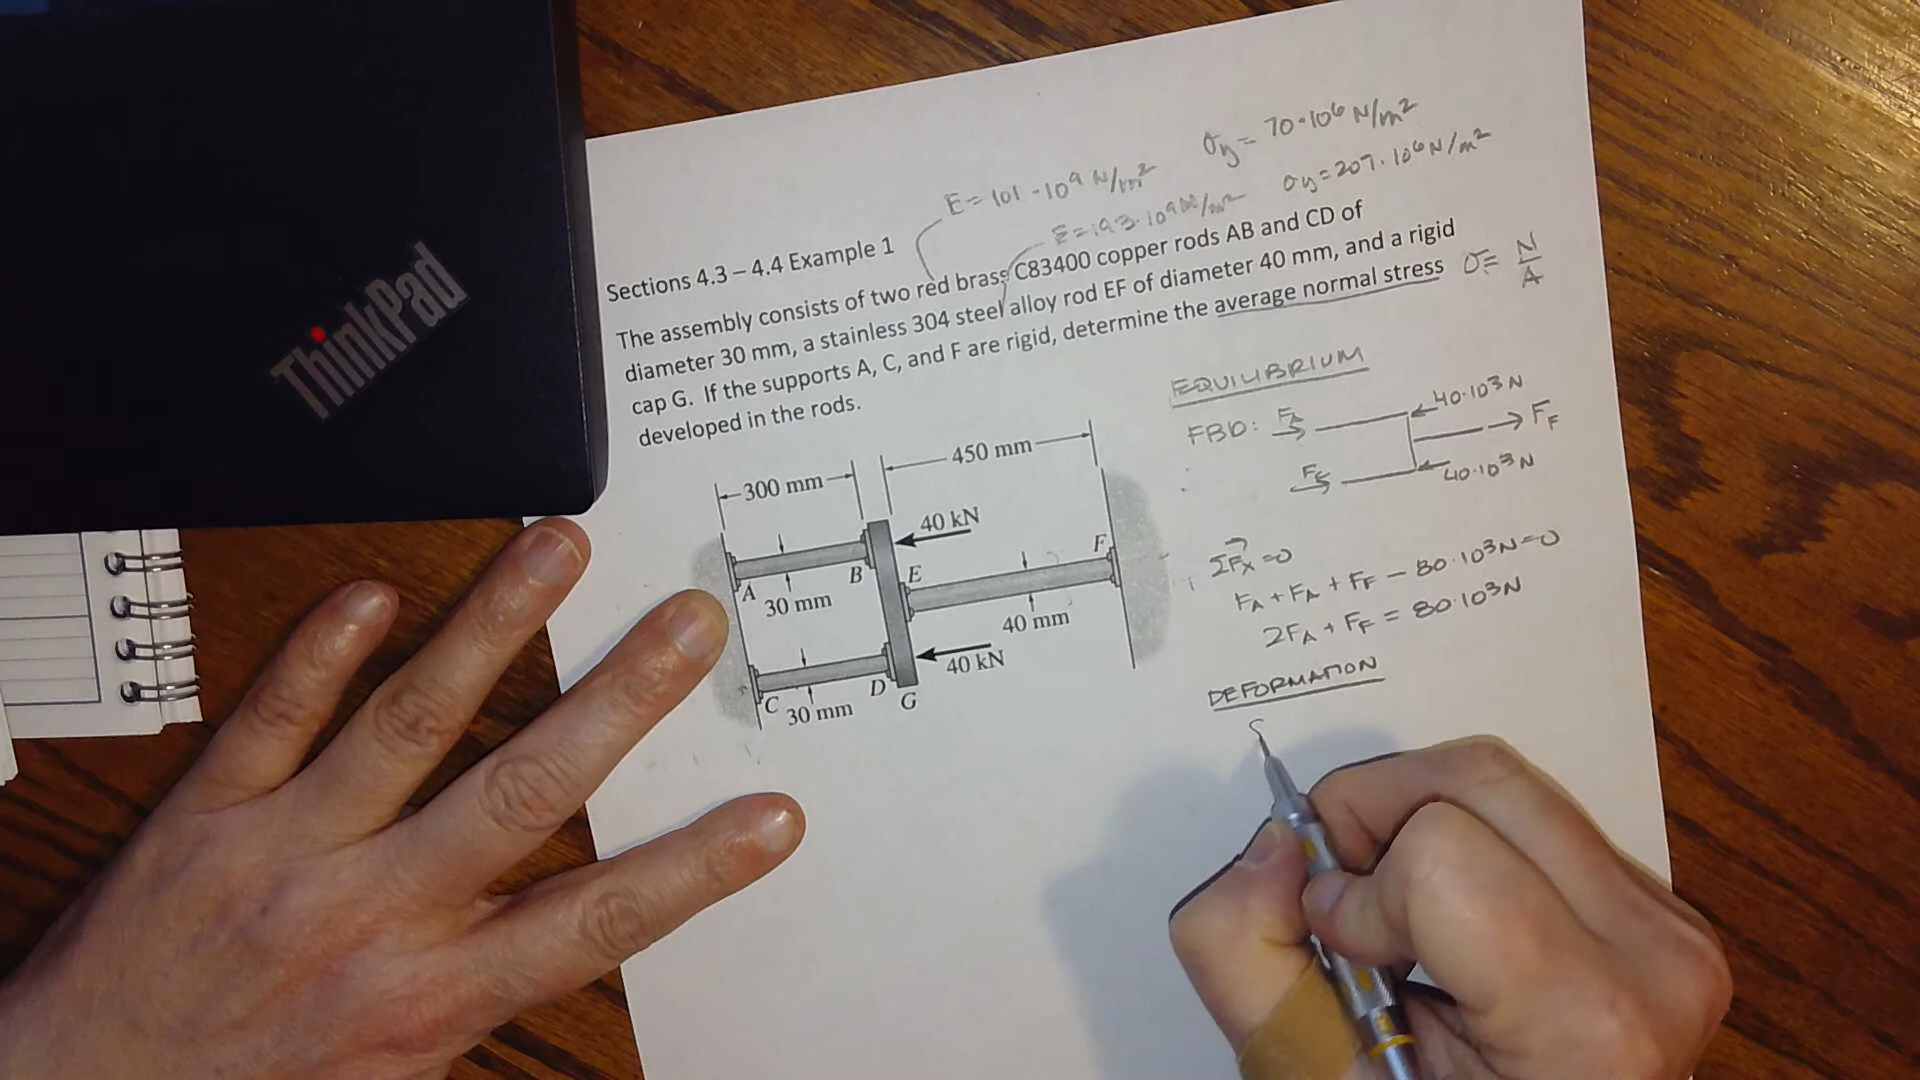 ThinkPad
σy = 70·10⁶ N/m²
E = 101·10⁹ N/m²
σy = 207·10⁶ N/m²
E = 193·10⁹ N/m²
Sections 4.3 – 4.4 Example 1
The assembly consists of two red brass C83400 copper rods AB and CD of
diameter 30 mm, a stainless 304 steel alloy rod EF of diameter 40 mm, and a rigid
cap G. If the supports A, C, and F are rigid, determine the average normal stress
developed in the rods.
σ = N/A
300 mm
450 mm
40 kN
A
B
E
F
30 mm
40 mm
40 kN
C
D
G
30 mm
EQUILIBRIUM
FBD:
FA
40·10³ N
FF
FC
40·10³ N
ΣFx = 0
FA + FA + FF − 80·10³N = 0
2FA + FF = 80·10³N
DEFORMATION